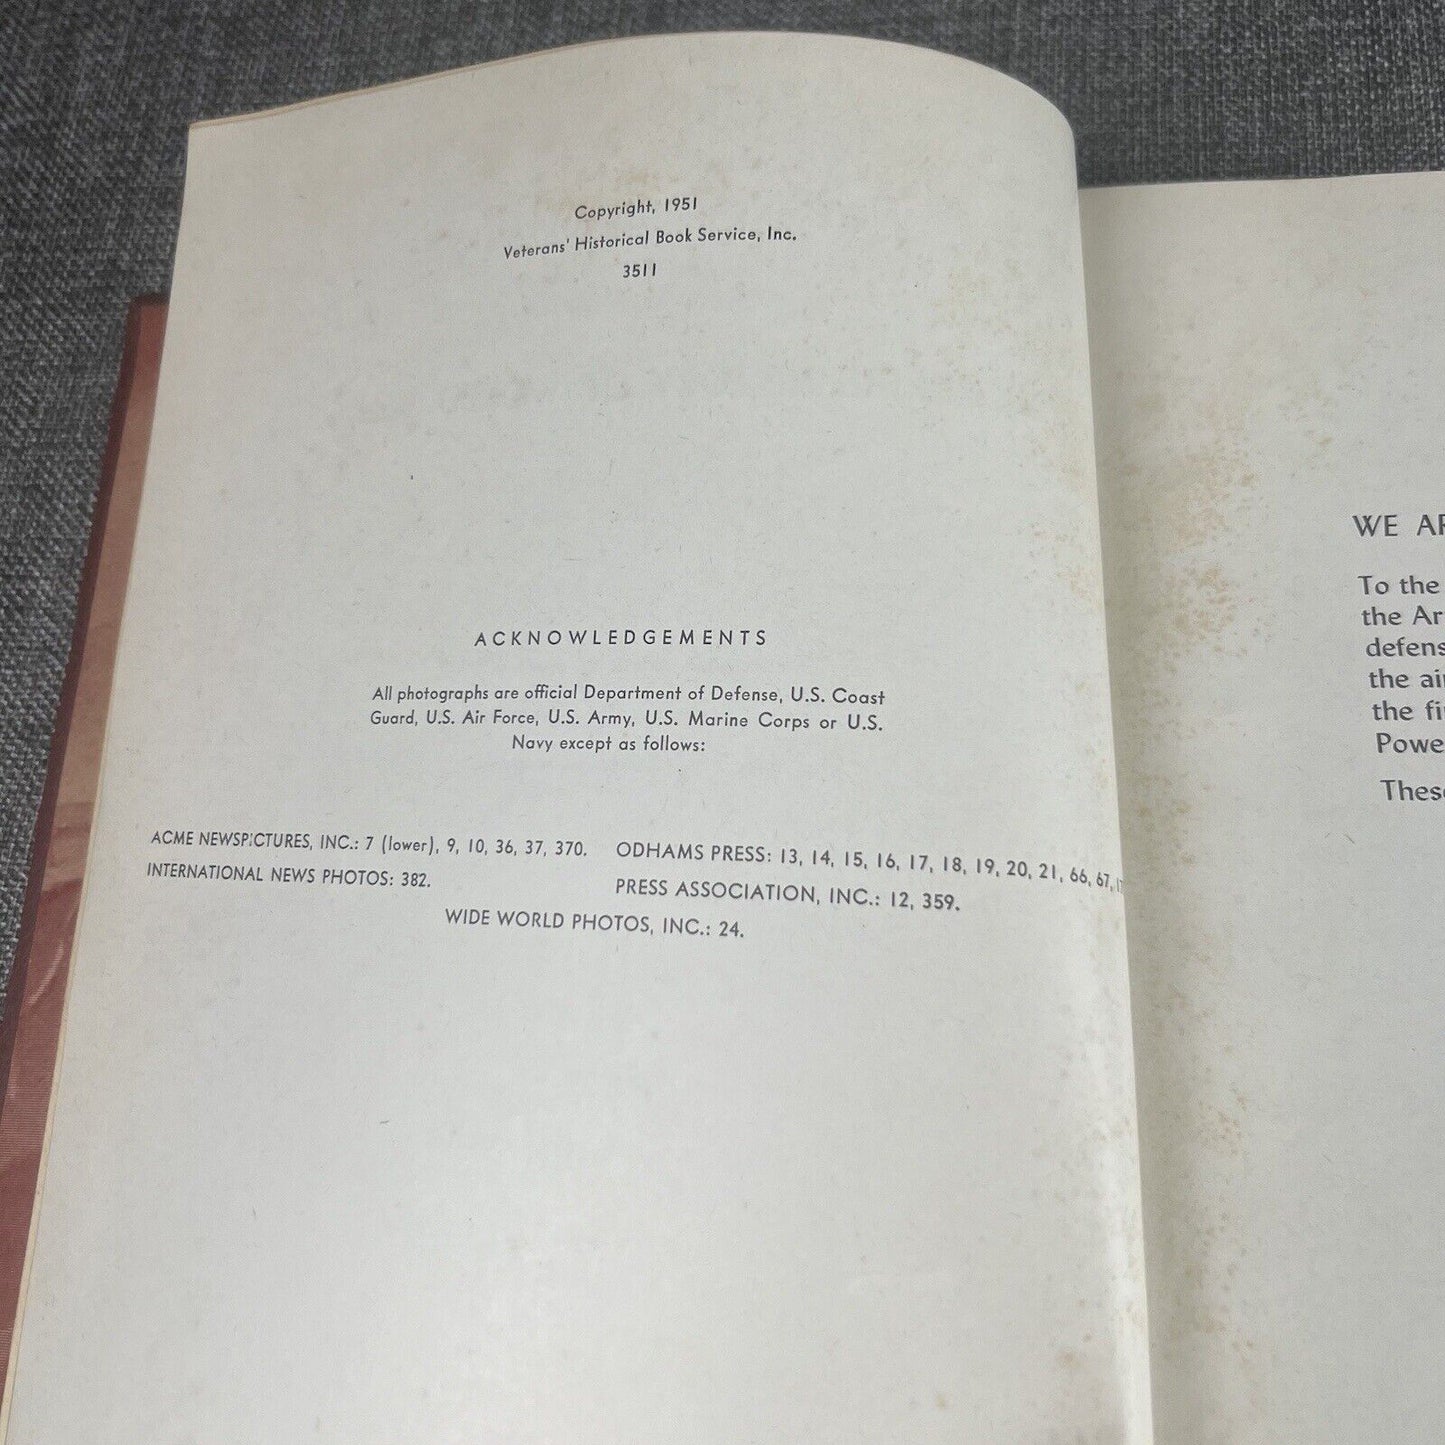 Copyright, 1951
Veterans' Historical Book Service, Inc.
3511
ACKNOWLEDGEMENTS
All photographs are official Department of Defense, U.S. Coast
Guard, U.S. Air Force, U.S. Army, U.S. Marine Corps or U.S.
Navy except as follows:
ACME NEWSPICTURES, INC.: 7 (lower), 9, 10, 36, 37, 370.
INTERNATIONAL NEWS PHOTOS: 382.
ODHAMS PRESS: 13, 14, 15, 16, 17, 18, 19, 20, 21, 66, 67,
PRESS ASSOCIATION, INC.: 12, 359.
WIDE WORLD PHOTOS, INC.: 24.
WE
To the
the
the
the